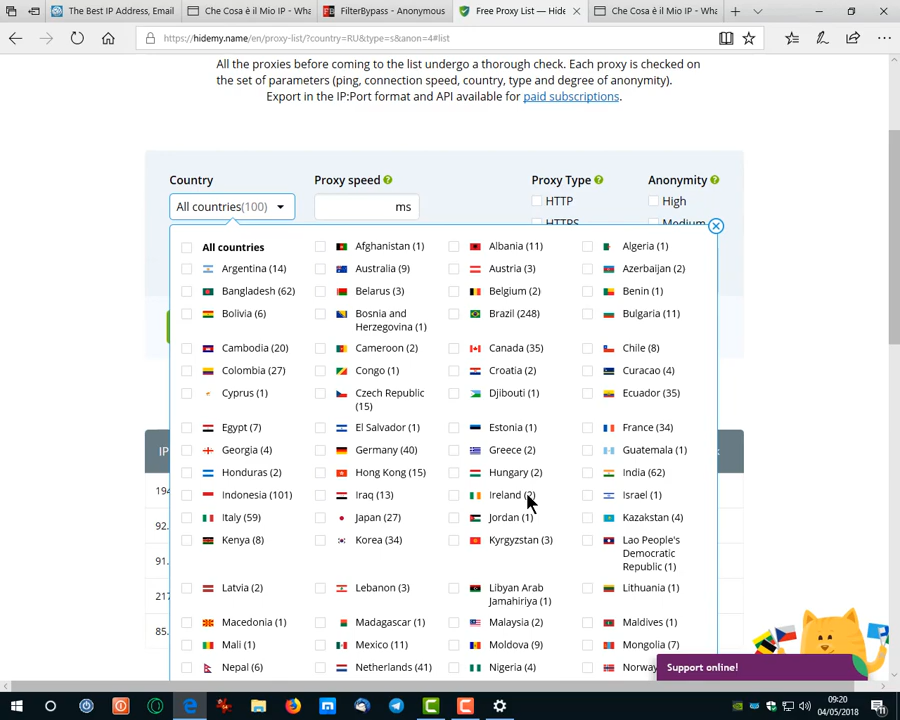 The Best IP Address, Email
Che Cosa è il Mio IP - Wha
FilterBypass - Anonymous
Free Proxy List — Hide
Che Cosa è il Mio IP - Wha
https://hidemy.name/en/proxy-list/?country=RU&type=s&anon=4#list
All the proxies before coming to the list undergo a thorough check. Each proxy is checked on
the set of parameters (ping, connection speed, country, type and degree of anonymity).
Export in the IP:Port format and API available for paid subscriptions.
Country
Proxy speed
Proxy Type
Anonymity
All countries(100)
ms
HTTP
High
HTTPS
Medium
All countries
Afghanistan (1)
Albania (11)
Algeria (1)
Argentina (14)
Australia (9)
Austria (3)
Azerbaijan (2)
Bangladesh (62)
Belarus (3)
Belgium (2)
Benin (1)
Bolivia (6)
Bosnia and
Herzegovina (1)
Brazil (248)
Bulgaria (11)
Cambodia (20)
Cameroon (2)
Canada (35)
Chile (8)
Colombia (27)
Congo (1)
Croatia (2)
Curacao (4)
Cyprus (1)
Czech Republic
(15)
Djibouti (1)
Ecuador (35)
Egypt (7)
El Salvador (1)
Estonia (1)
France (34)
Georgia (4)
Germany (40)
Greece (2)
Guatemala (1)
Honduras (2)
Hong Kong (15)
Hungary (2)
India (62)
Indonesia (101)
Iraq (13)
Ireland (2)
Israel (1)
Italy (59)
Japan (27)
Jordan (1)
Kazakstan (4)
Kenya (8)
Korea (34)
Kyrgyzstan (3)
Lao People's
Democratic
Republic (1)
Latvia (2)
Lebanon (3)
Libyan Arab
Jamahiriya (1)
Lithuania (1)
Macedonia (1)
Madagascar (1)
Malaysia (2)
Maldives (1)
Mali (1)
Mexico (11)
Moldova (9)
Mongolia (7)
Nepal (6)
Netherlands (41)
Nigeria (4)
Norway
IP
194
92.
91.
217
85.
Support online!
09:20
04/05/2018